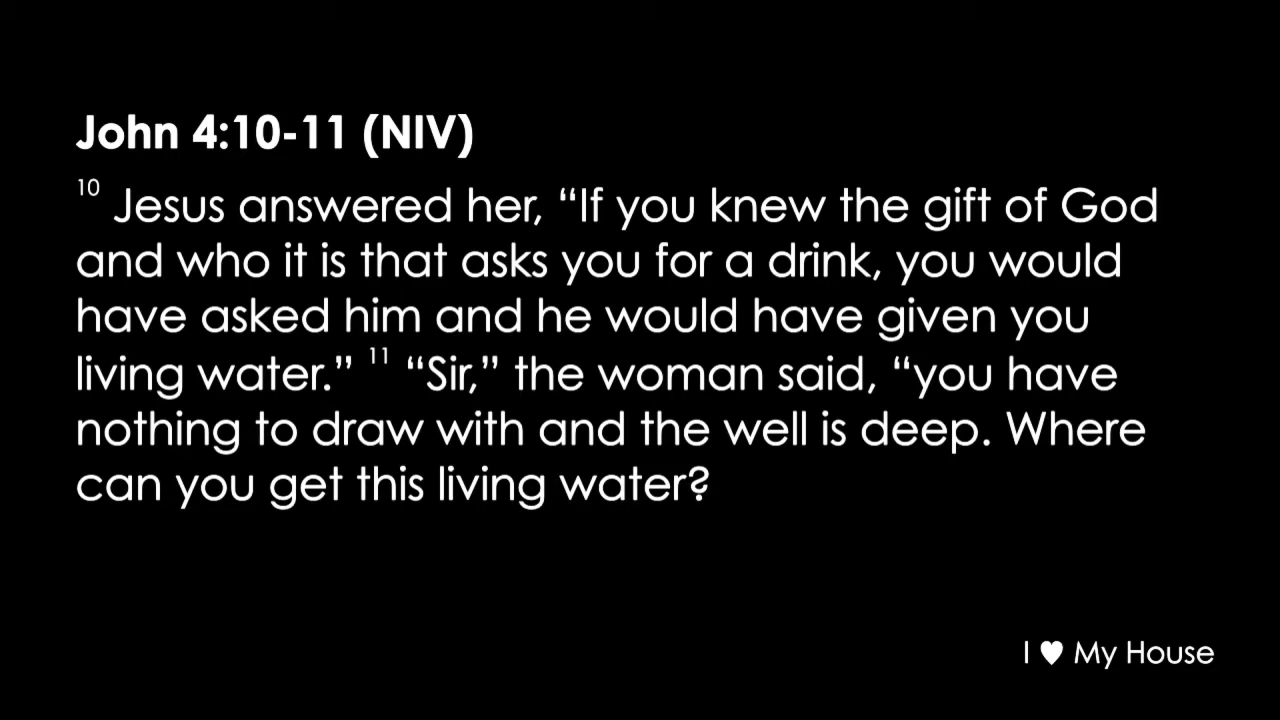 John 4:10-11 (NIV)
10 Jesus answered her, “If you knew the gift of God
and who it is that asks you for a drink, you would
have asked him and he would have given you
living water.” 11 “Sir,” the woman said, “you have
nothing to draw with and the well is deep. Where
can you get this living water?
I ♥ My House